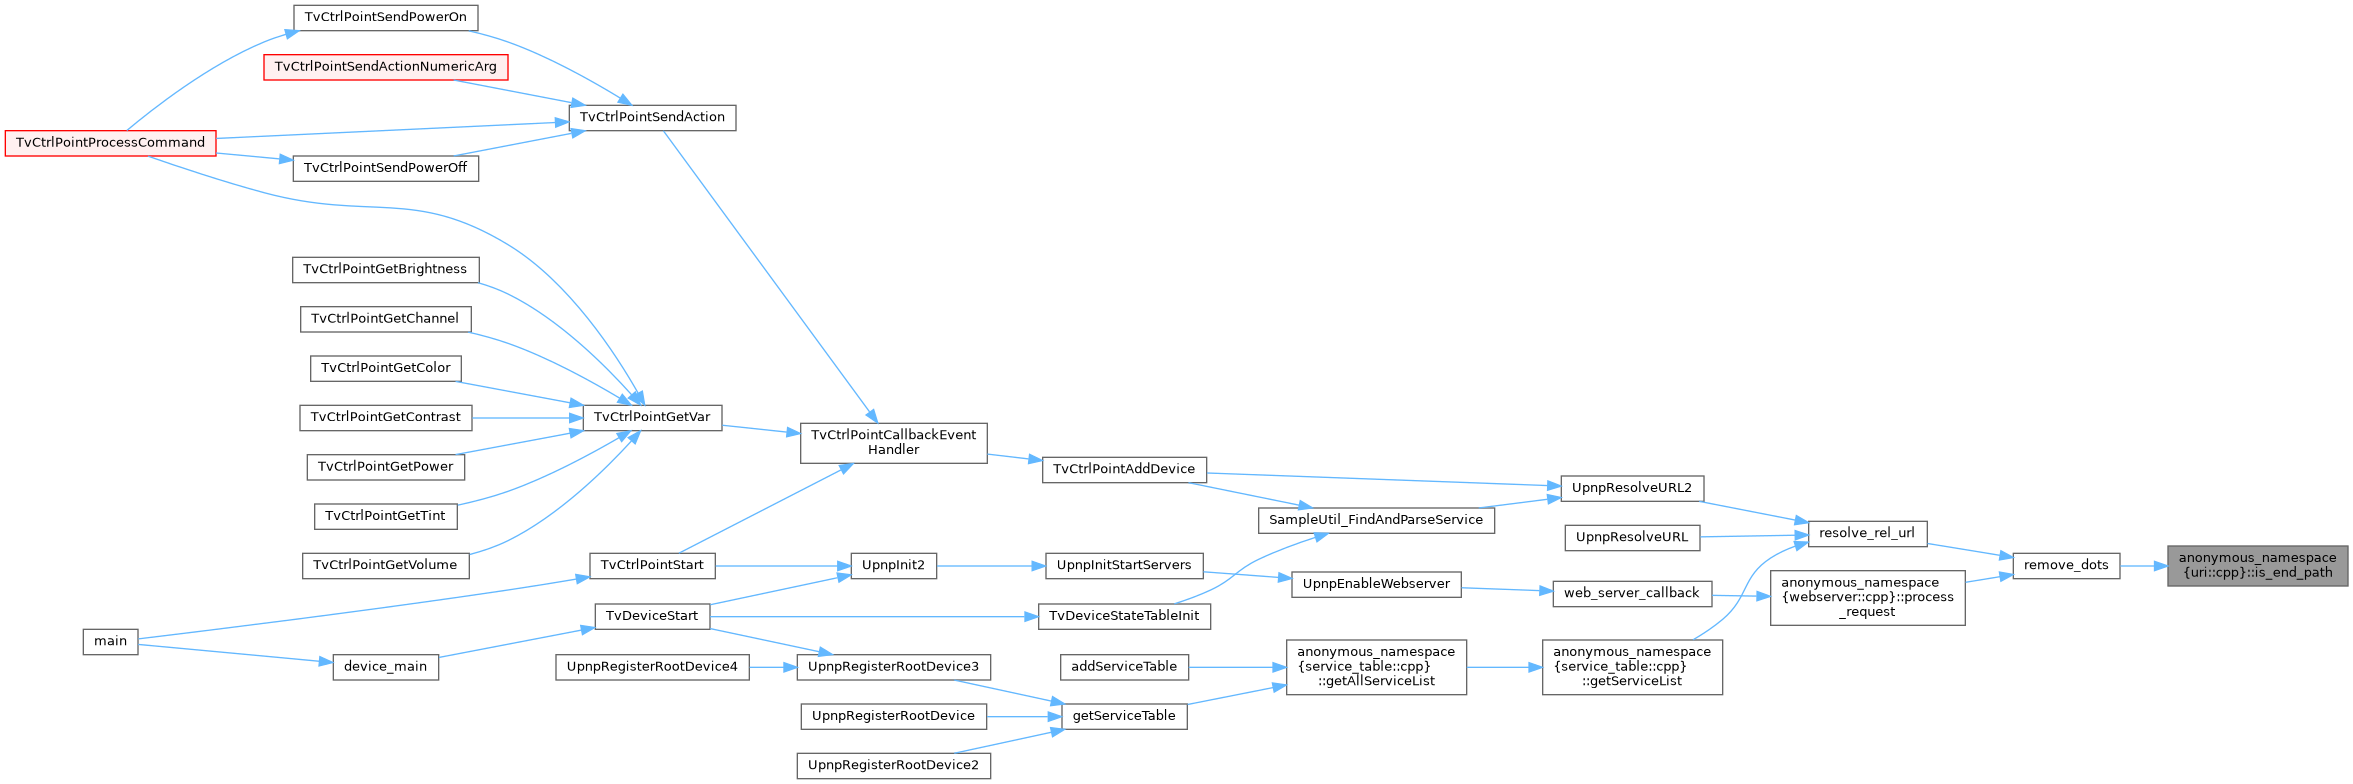 TvCtrlPointSendPowerOn
TvCtrlPointSendActionNumericArg
TvCtrlPointSendAction
TvCtrlPointProcessCommand
TvCtrlPointSendPowerOff
TvCtrlPointGetBrightness
TvCtrlPointGetChannel
TvCtrlPointGetColor
TvCtrlPointGetContrast
TvCtrlPointGetVar
TvCtrlPointGetPower
TvCtrlPointGetTint
TvCtrlPointGetVolume
TvCtrlPointCallbackEvent
Handler
TvCtrlPointAddDevice
UpnpResolveURL2
SampleUtil_FindAndParseService
UpnpResolveURL
resolve_rel_url
TvCtrlPointStart
UpnpInit2
UpnpInitStartServers
UpnpEnableWebserver
web_server_callback
anonymous_namespace
{webserver::cpp}::process
_request
remove_dots
anonymous_namespace
{uri::cpp}::is_end_path
TvDeviceStart
TvDeviceStateTableInit
main
device_main
UpnpRegisterRootDevice4
UpnpRegisterRootDevice3
addServiceTable
anonymous_namespace
{service_table::cpp}
::getAllServiceList
anonymous_namespace
{service_table::cpp}
::getServiceList
UpnpRegisterRootDevice
getServiceTable
UpnpRegisterRootDevice2